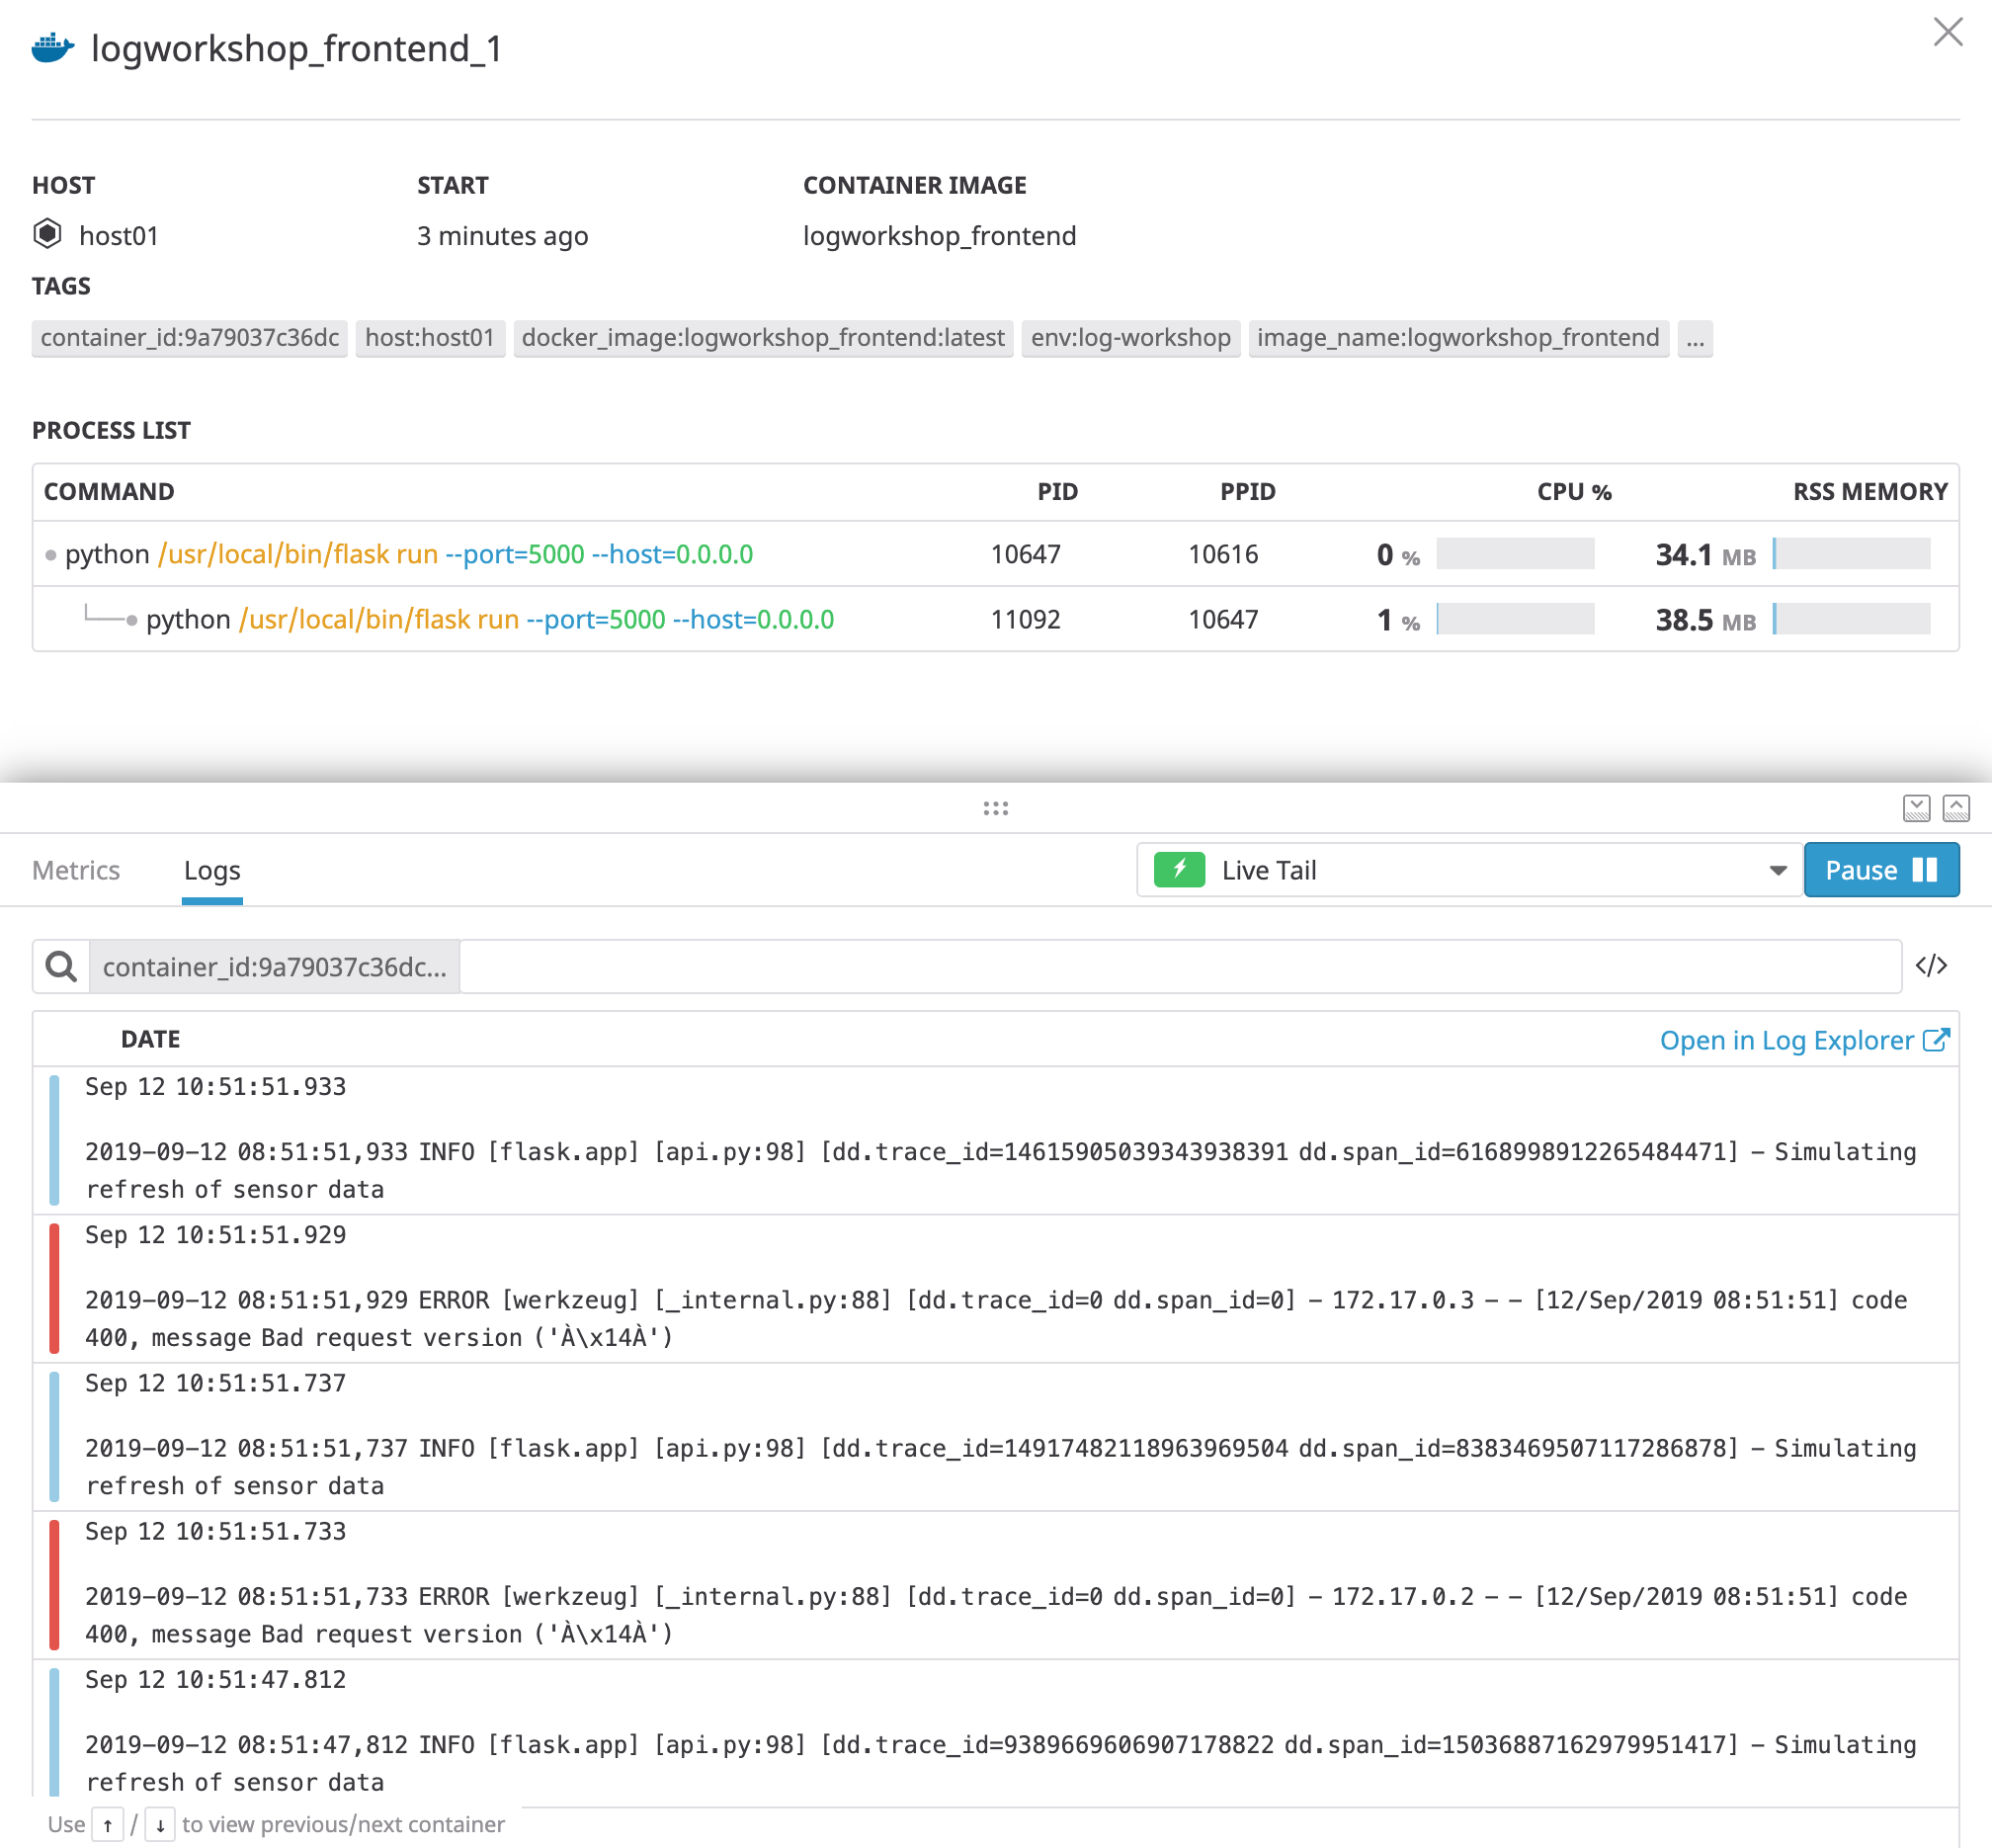 logworkshop_frontend_1
HOST START CONTAINER IMAGE
host01 3 minutes ago logworkshop_frontend
TAGS
container_id:9a79037c36dc host:host01 docker_image:logworkshop_frontend:latest env:log-workshop image_name:logworkshop_frontend ...
PROCESS LIST
COMMAND PID PPID CPU % RSS MEMORY
python /usr/local/bin/flask run --port=5000 --host=0.0.0.0 10647 10616 0 % 34.1 MB
python /usr/local/bin/flask run --port=5000 --host=0.0.0.0 11092 10647 1 % 38.5 MB
Metrics Logs Live Tail Pause
container_id:9a79037c36dc... </>
DATE Open in Log Explorer
Sep 12 10:51:51.933
2019-09-12 08:51:51,933 INFO [flask.app] [api.py:98] [dd.trace_id=14615905039343938391 dd.span_id=6168998912265484471] - Simulating
refresh of sensor data
Sep 12 10:51:51.929
2019-09-12 08:51:51,929 ERROR [werkzeug] [_internal.py:88] [dd.trace_id=0 dd.span_id=0] - 172.17.0.3 - - [12/Sep/2019 08:51:51] code
400, message Bad request version ('À\x14À')
Sep 12 10:51:51.737
2019-09-12 08:51:51,737 INFO [flask.app] [api.py:98] [dd.trace_id=14917482118963969504 dd.span_id=8383469507117286878] - Simulating
refresh of sensor data
Sep 12 10:51:51.733
2019-09-12 08:51:51,733 ERROR [werkzeug] [_internal.py:88] [dd.trace_id=0 dd.span_id=0] - 172.17.0.2 - - [12/Sep/2019 08:51:51] code
400, message Bad request version ('À\x14À')
Sep 12 10:51:47.812
2019-09-12 08:51:47,812 INFO [flask.app] [api.py:98] [dd.trace_id=9389669606907178822 dd.span_id=15036887162979951417] - Simulating
refresh of sensor data
Use ↑ / ↓ to view previous/next container